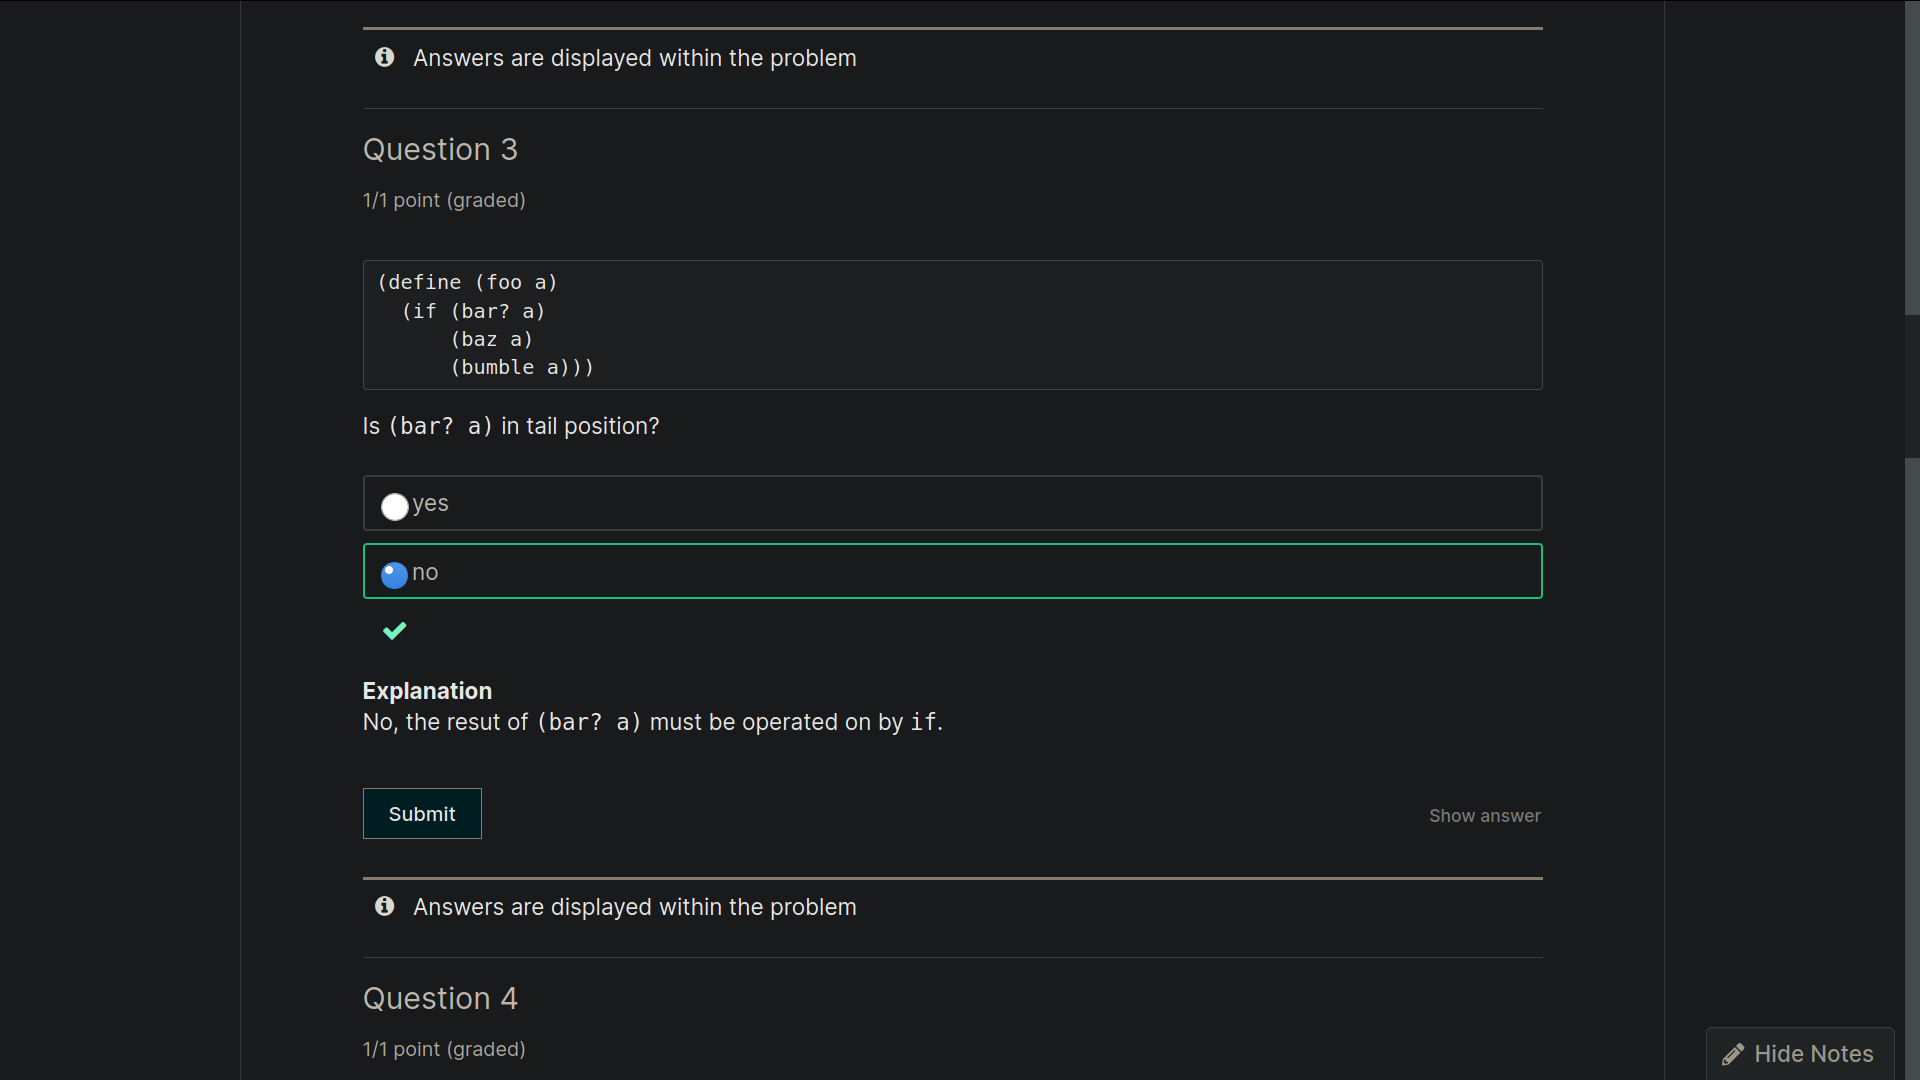 Answers are displayed within the problem
Question 3
1/1 point (graded)
(define (foo a)
  (if (bar? a)
      (baz a)
      (bumble a)))
Is (bar? a) in tail position?
yes
no
Explanation
No, the resut of (bar? a) must be operated on by if.
Submit
Show answer
Answers are displayed within the problem
Question 4
1/1 point (graded)
Hide Notes